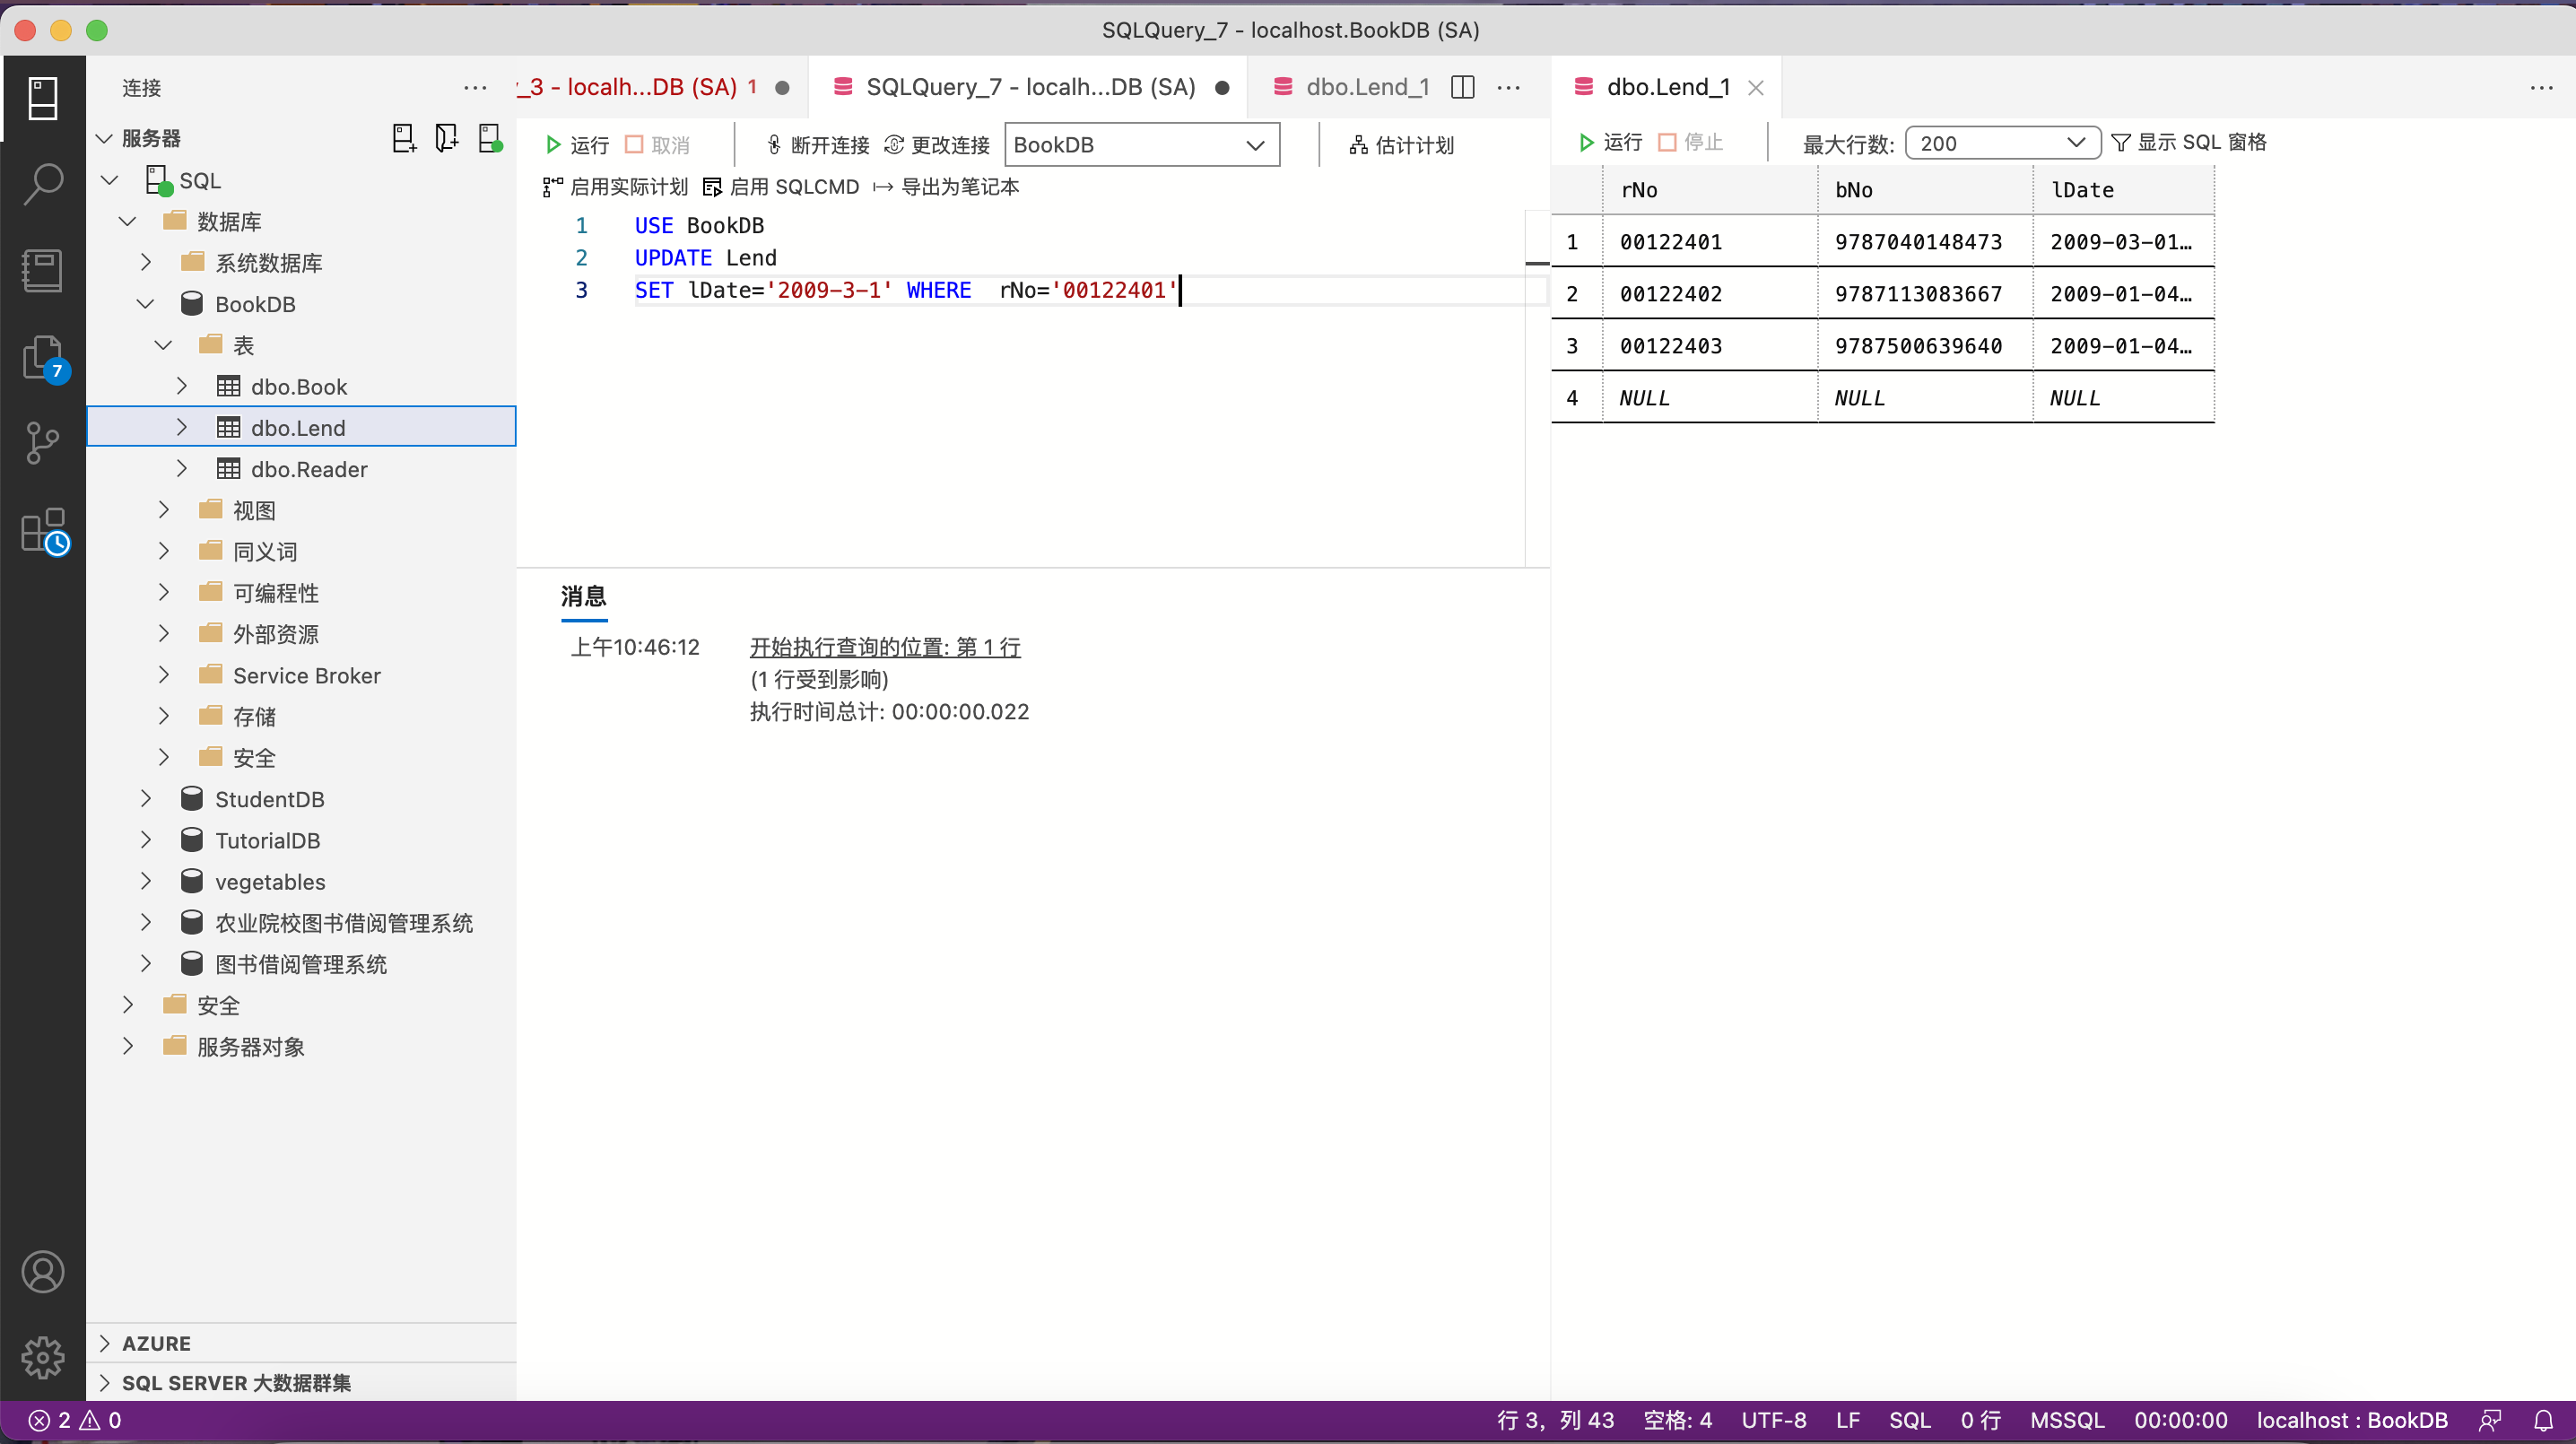 SQLQuery_7 - localhost.BookDB (SA)
连接
服务器
SQL
数据库
系统数据库
BookDB
表
dbo.Book
dbo.Lend
dbo.Reader
视图
同义词
可编程性
外部资源
Service Broker
存储
安全
StudentDB
TutorialDB
vegetables
农业院校图书借阅管理系统
图书借阅管理系统
安全
服务器对象
AZURE
SQL SERVER 大数据群集
7
_3 - localh...DB (SA) 1
SQLQuery_7 - localh...DB (SA)
dbo.Lend_1
运行 取消 断开连接 更改连接 BookDB 估计计划
启用实际计划 启用 SQLCMD 导出为笔记本
1 USE BookDB
2 UPDATE Lend
3 SET lDate='2009-3-1' WHERE  rNo='00122401'
消息
上午10:46:12 开始执行查询的位置: 第 1 行
(1 行受到影响)
执行时间总计: 00:00:00.022
dbo.Lend_1
运行 停止 最大行数: 200 显示 SQL 窗格
rNo bNo lDate
1 00122401 9787040148473 2009-03-01…
2 00122402 9787113083667 2009-01-04…
3 00122403 9787500639640 2009-01-04…
4 NULL NULL NULL
2 0 行 3，列 43 空格: 4 UTF-8 LF SQL 0 行 MSSQL 00:00:00 localhost : BookDB